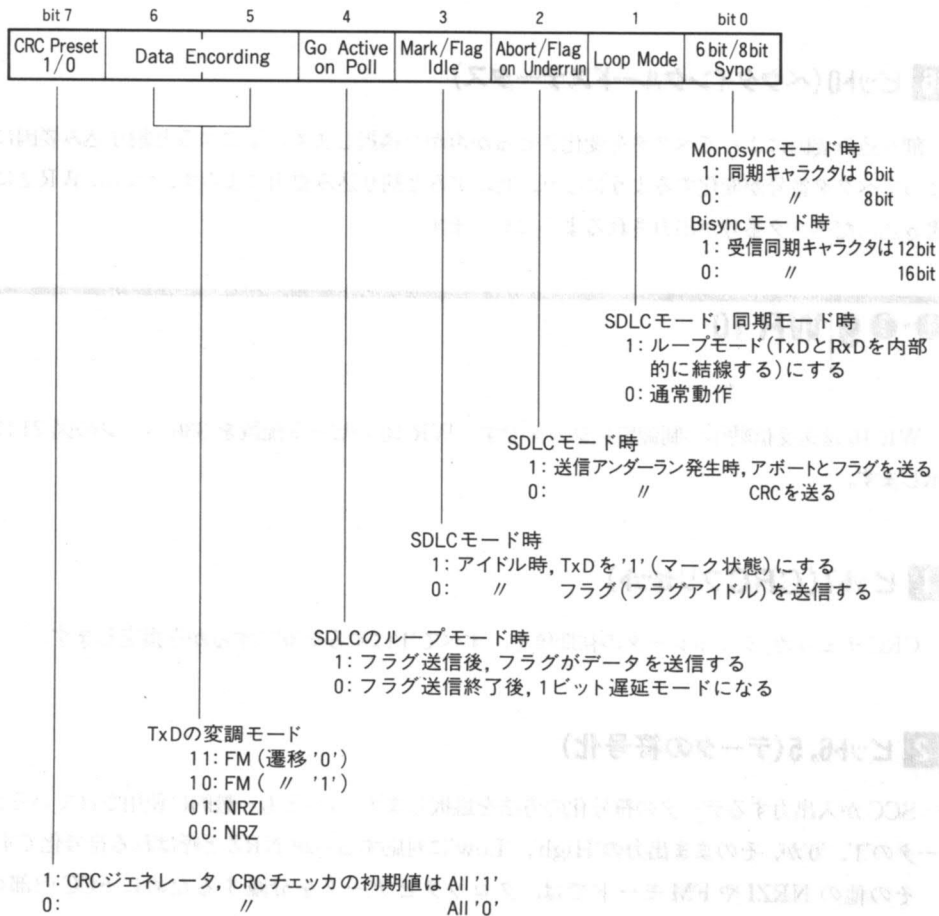 bit 7 6 5 4 3 2 1 bit 0
CRC Preset 1/0
Data Encording
Go Active on Poll
Mark/Flag Idle
Abort/Flag on Underrun
Loop Mode
6 bit/8 bit Sync
Monosyncモード時
1: 同期キャラクタは 6bit
0: 〃 8bit
Bisyncモード時
1: 受信同期キャラクタは12bit
0: 〃 16bit
SDLCモード, 同期モード時
1: ループモード(TxDとRxDを内部
的に結線する)にする
0: 通常動作
SDLCモード時
1: 送信アンダーラン発生時, アボートとフラグを送る
0: 〃 CRCを送る
SDLCモード時
1: アイドル時, TxDを'1'(マーク状態)にする
0: 〃 フラグ(フラグアイドル)を送信する
SDLCのループモード時
1: フラグ送信後, フラグがデータを送信する
0: フラグ送信終了後, 1ビット遅延モードになる
TxDの変調モード
11: FM (遷移'0')
10: FM ( 〃 '1')
01: NRZI
00: NRZ
1: CRCジェネレータ, CRCチェッカの初期値は All '1'
0: 〃 All '0'